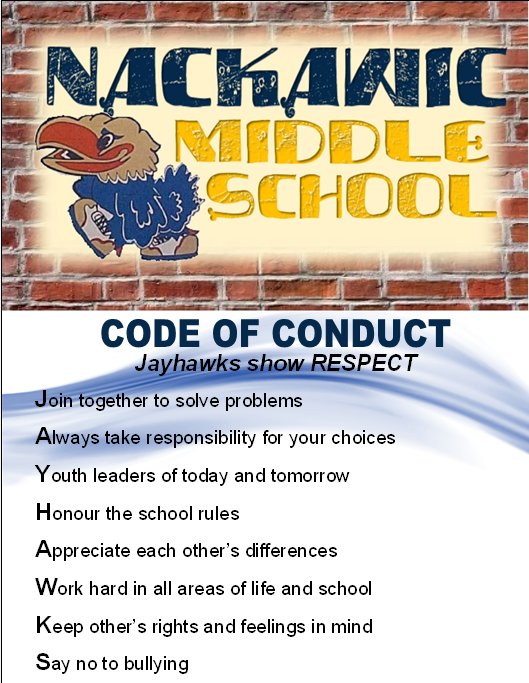 NACKAWIC
MIDDLE
SCHOOL
CODE OF CONDUCT
Jayhawks show RESPECT
Join together to solve problems
Always take responsibility for your choices
Youth leaders of today and tomorrow
Honour the school rules
Appreciate each other's differences
Work hard in all areas of life and school
Keep other's rights and feelings in mind
Say no to bullying